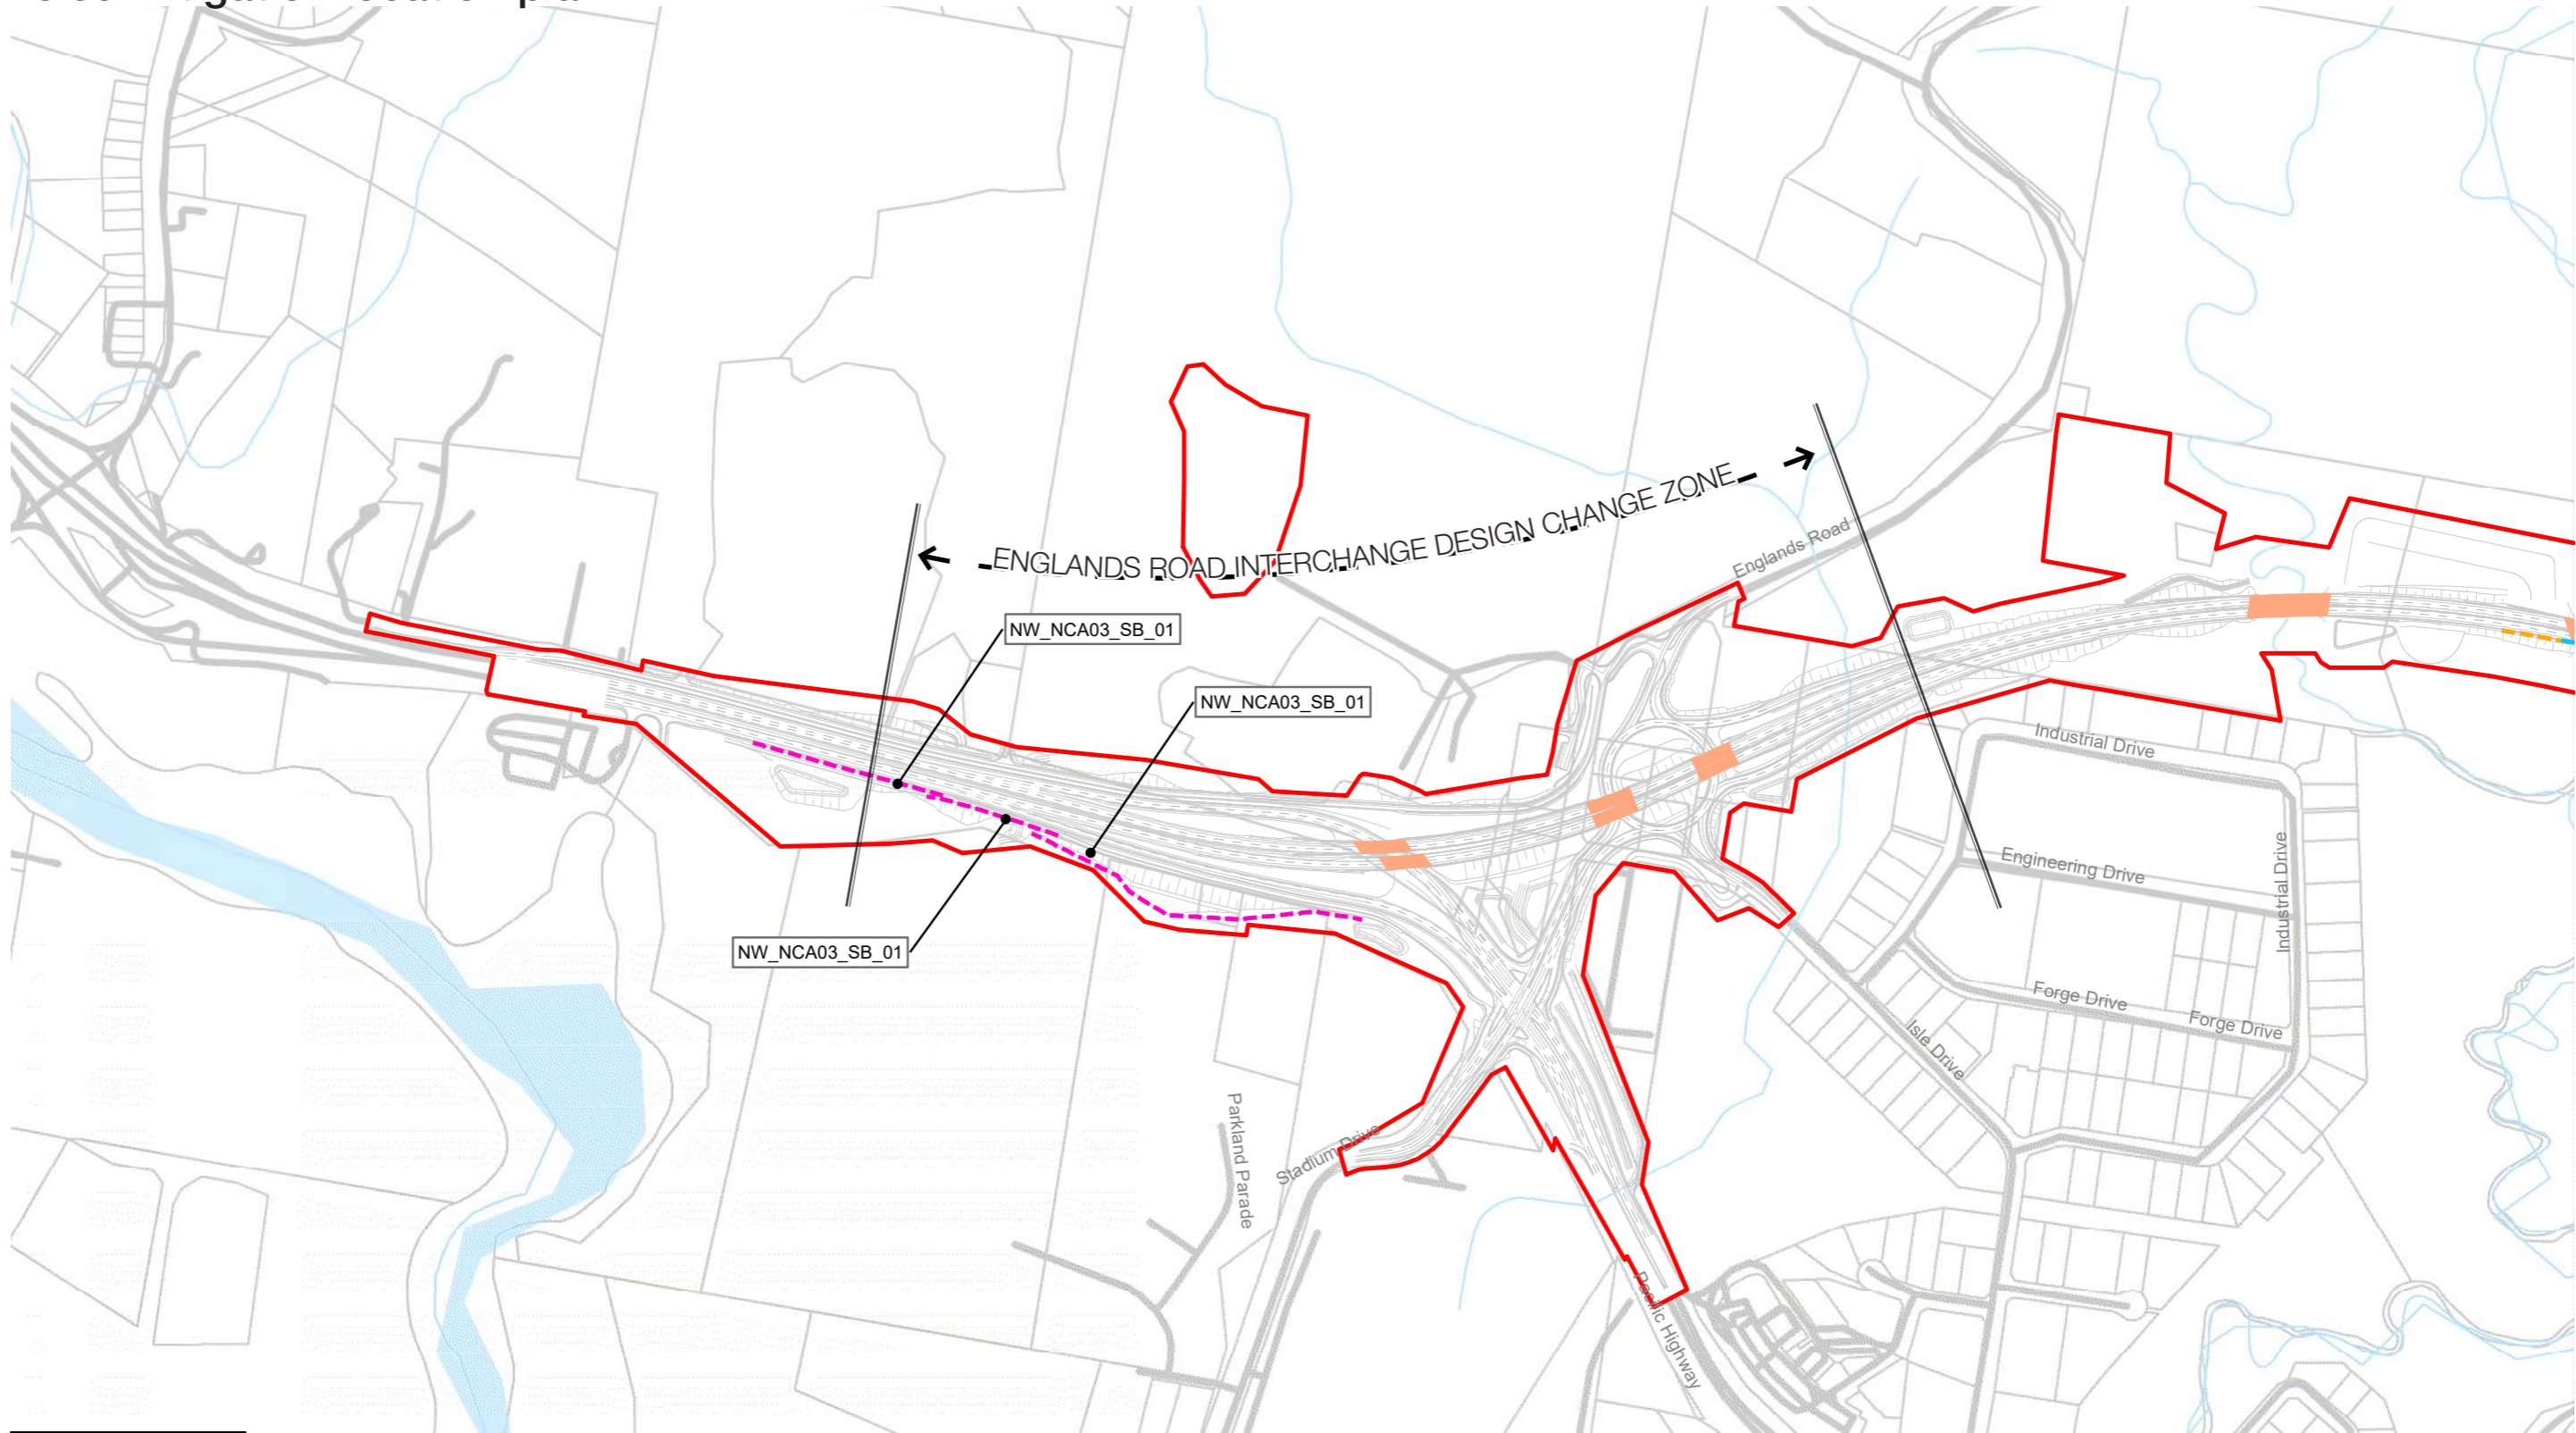 ENGLANDS ROAD INTERCHANGE DESIGN CHANGE ZONE
Englands Road
NW_NCA03_SB_01
NW_NCA03_SB_01
NW_NCA03_SB_01
Industrial Drive
Engineering Drive
Industrial Drive
Forge Drive
Forge Drive
Isle Drive
Parkland Parade
Stadium Drive
Pacific Highway